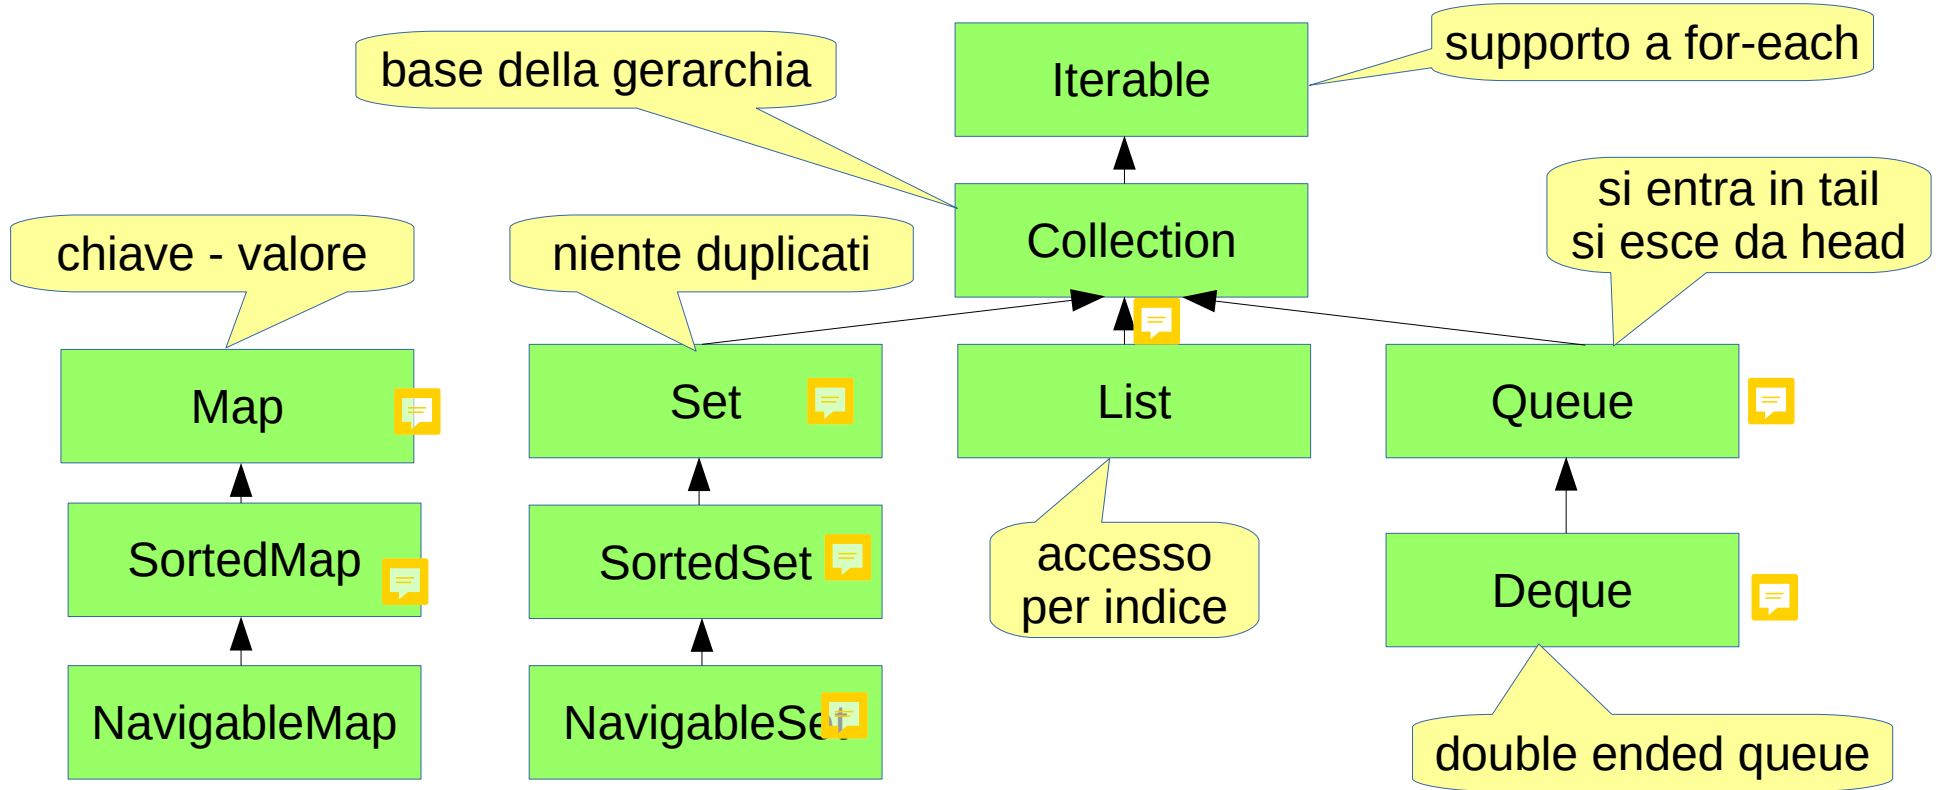 base della gerarchia
Iterable
supporto a for-each
chiave - valore
niente duplicati
Collection
si entra in tail
si esce da head
Map
Set
List
Queue
SortedMap
SortedSet
accesso
per indice
Deque
NavigableMap
NavigableSet
double ended queue